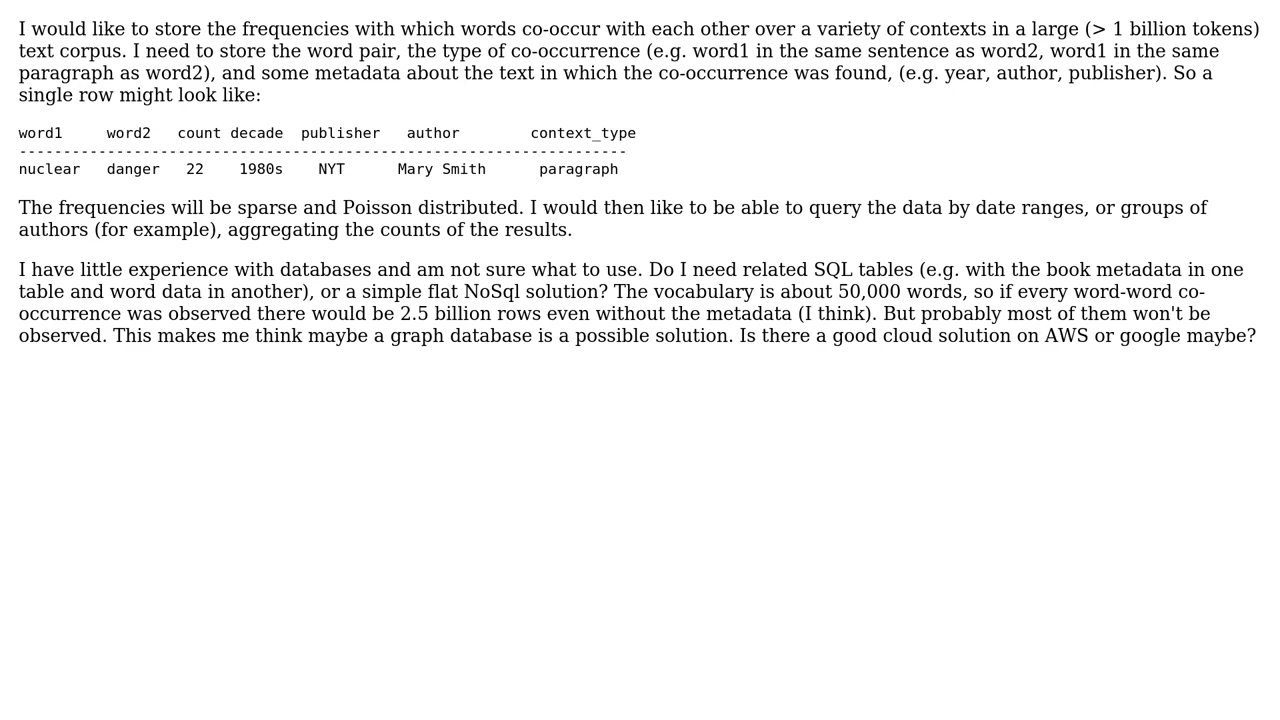 I would like to store the frequencies with which words co-occur with each other over a variety of contexts in a large (> 1 billion tokens)
text corpus. I need to store the word pair, the type of co-occurrence (e.g. word1 in the same sentence as word2, word1 in the same
paragraph as word2), and some metadata about the text in which the co-occurrence was found, (e.g. year, author, publisher). So a
single row might look like:
word1     word2   count decade  publisher   author        context_type
---------------------------------------------------------------------
nuclear   danger   22    1980s    NYT      Mary Smith      paragraph
The frequencies will be sparse and Poisson distributed. I would then like to be able to query the data by date ranges, or groups of
authors (for example), aggregating the counts of the results.
I have little experience with databases and am not sure what to use. Do I need related SQL tables (e.g. with the book metadata in one
table and word data in another), or a simple flat NoSql solution? The vocabulary is about 50,000 words, so if every word-word co-
occurrence was observed there would be 2.5 billion rows even without the metadata (I think). But probably most of them won't be
observed. This makes me think maybe a graph database is a possible solution. Is there a good cloud solution on AWS or google maybe?